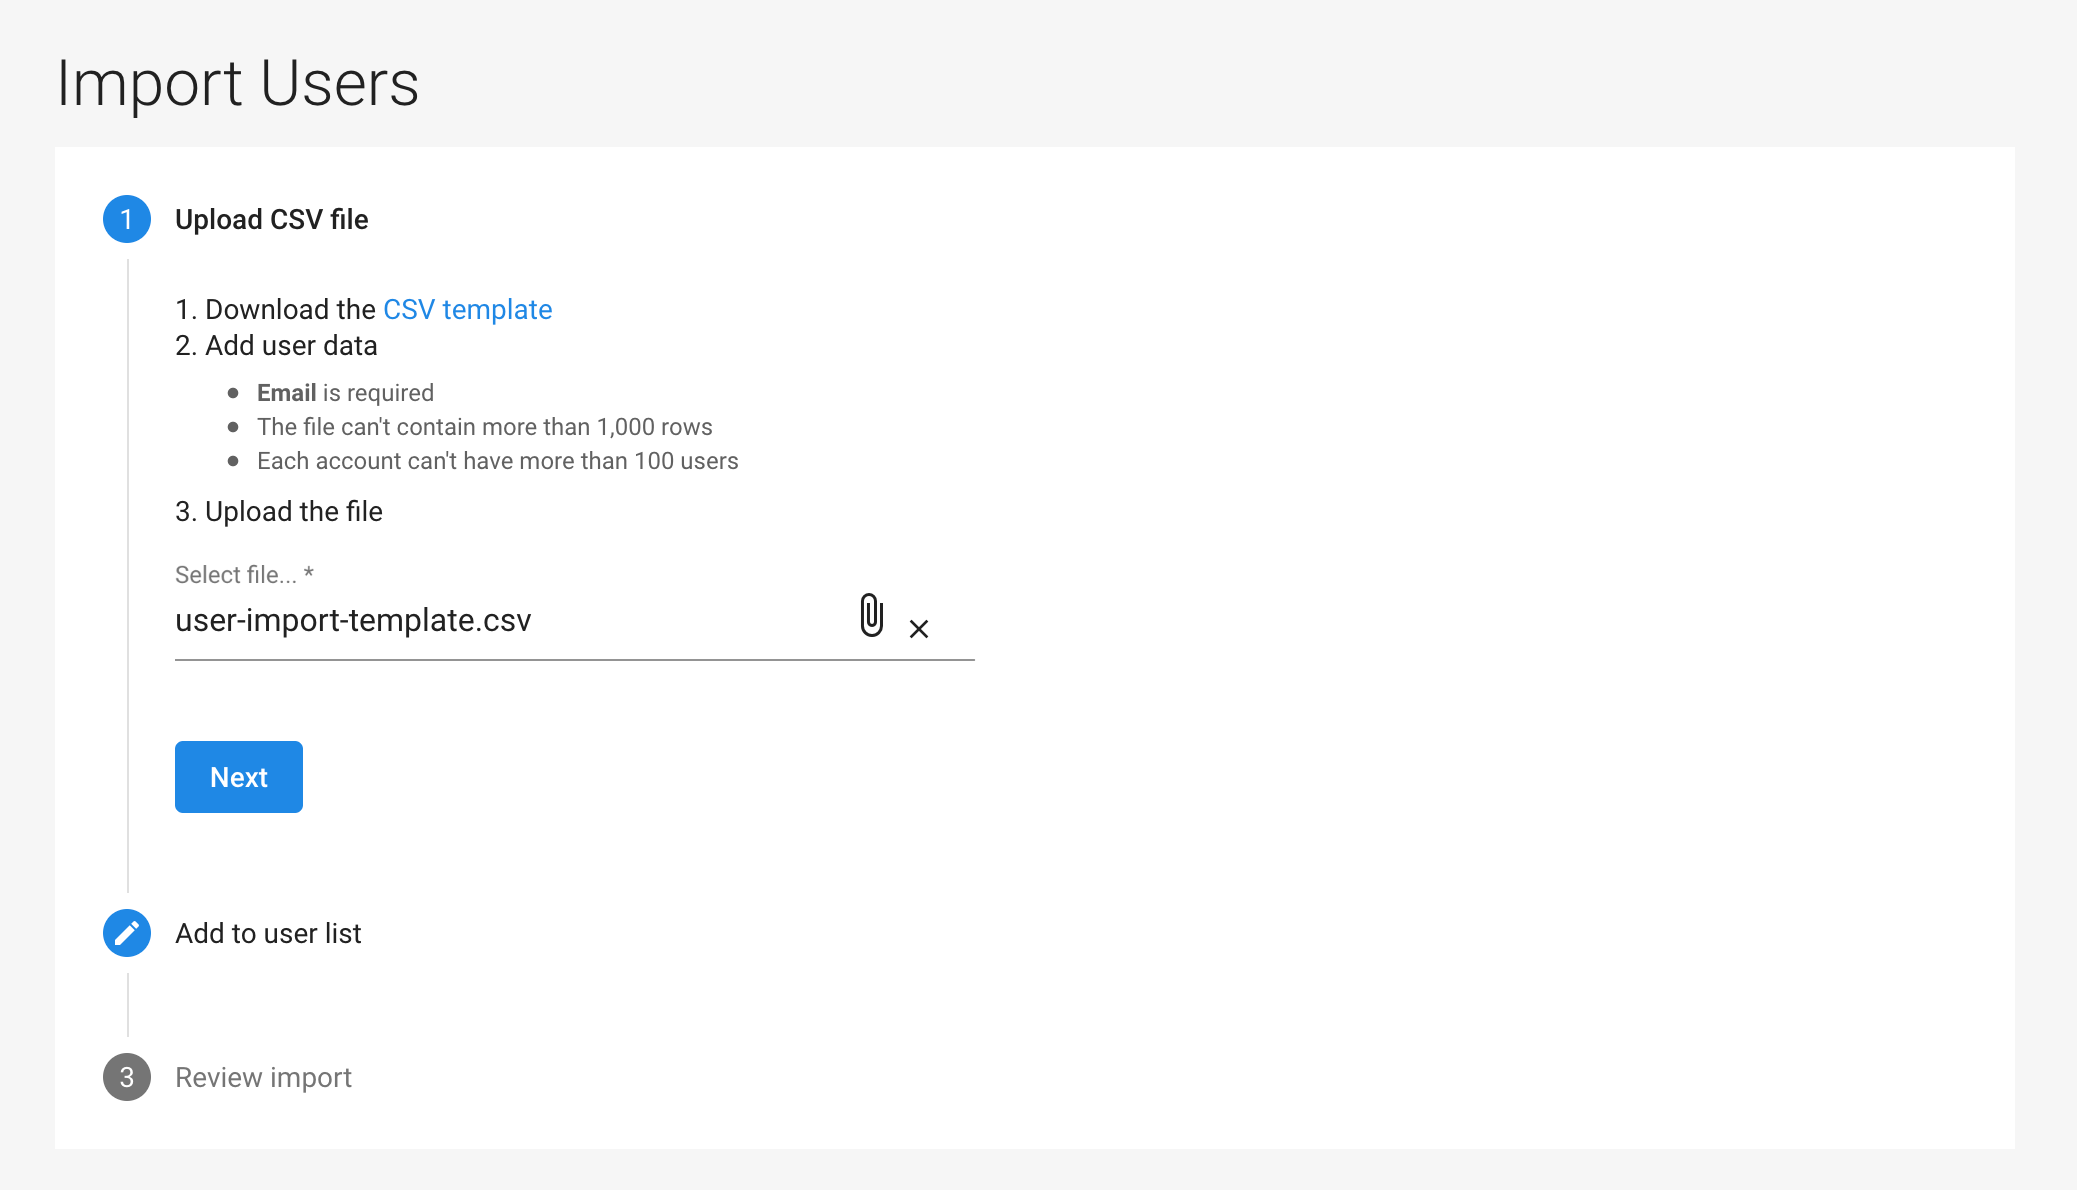 Import Users
1 Upload CSV file
1. Download the CSV template
2. Add user data
● Email is required
● The file can't contain more than 1,000 rows
● Each account can't have more than 100 users
3. Upload the file
Select file... *
user-import-template.csv
Next
Add to user list
3 Review import